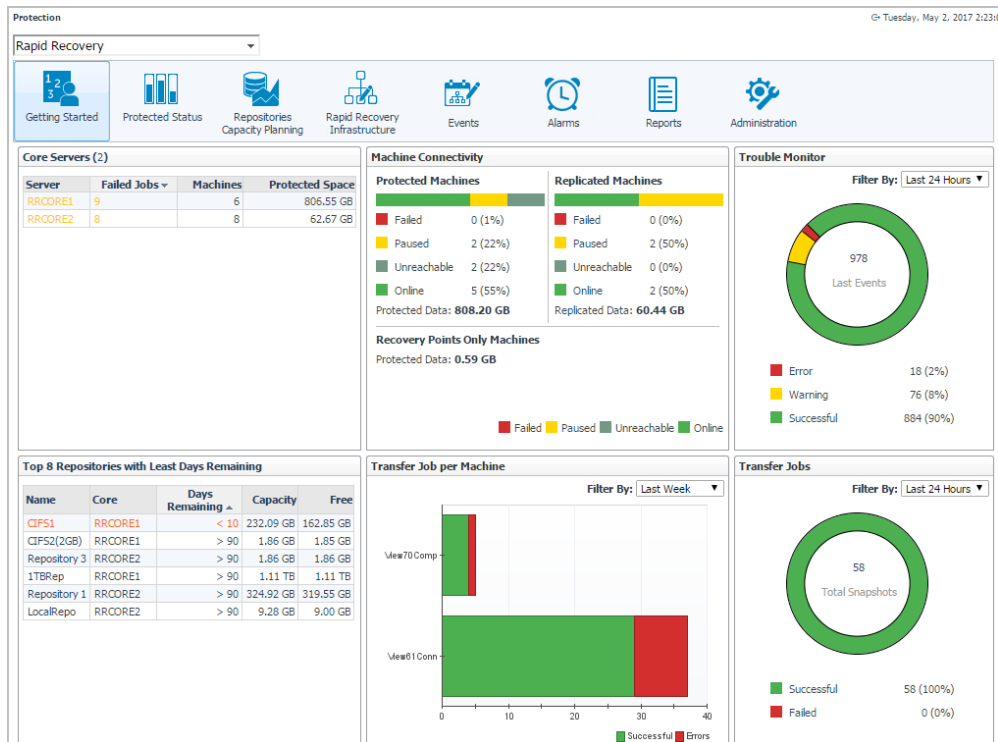 Protection
Tuesday, May 2, 2017 2:23:0
Rapid Recovery
1 2 3
Getting Started
Protected Status
Repositories
Capacity Planning
Rapid Recovery
Infrastructure
Events
Alarms
Reports
Administration
Core Servers (2)
Server Failed Jobs Machines Protected Space
RRCORE1 9 6 806.55 GB
RRCORE2 8 8 62.67 GB
Machine Connectivity
Protected Machines
Failed 0 (1%)
Paused 2 (22%)
Unreachable 2 (22%)
Online 5 (55%)
Protected Data: 808.20 GB
Replicated Machines
Failed 0 (0%)
Paused 2 (50%)
Unreachable 0 (0%)
Online 2 (50%)
Replicated Data: 60.44 GB
Recovery Points Only Machines
Protected Data: 0.59 GB
Failed Paused Unreachable Online
Trouble Monitor
Filter By: Last 24 Hours
978
Last Events
Error 18 (2%)
Warning 76 (8%)
Successful 884 (90%)
Top 8 Repositories with Least Days Remaining
Name Core Days Remaining Capacity Free
CIFS1 RRCORE1 < 10 232.09 GB 162.85 GB
CIFS2(2GB) RRCORE1 > 90 1.86 GB 1.85 GB
Repository 3 RRCORE2 > 90 1.86 GB 1.86 GB
1TBRep RRCORE1 > 90 1.11 TB 1.11 TB
Repository 1 RRCORE2 > 90 324.92 GB 319.55 GB
LocalRepo RRCORE2 > 90 9.28 GB 9.00 GB
Transfer Job per Machine
Filter By: Last Week
View70Comp
View61Conn
0 10 20 30 40
Successful Errors
Transfer Jobs
Filter By: Last 24 Hours
58
Total Snapshots
Successful 58 (100%)
Failed 0 (0%)